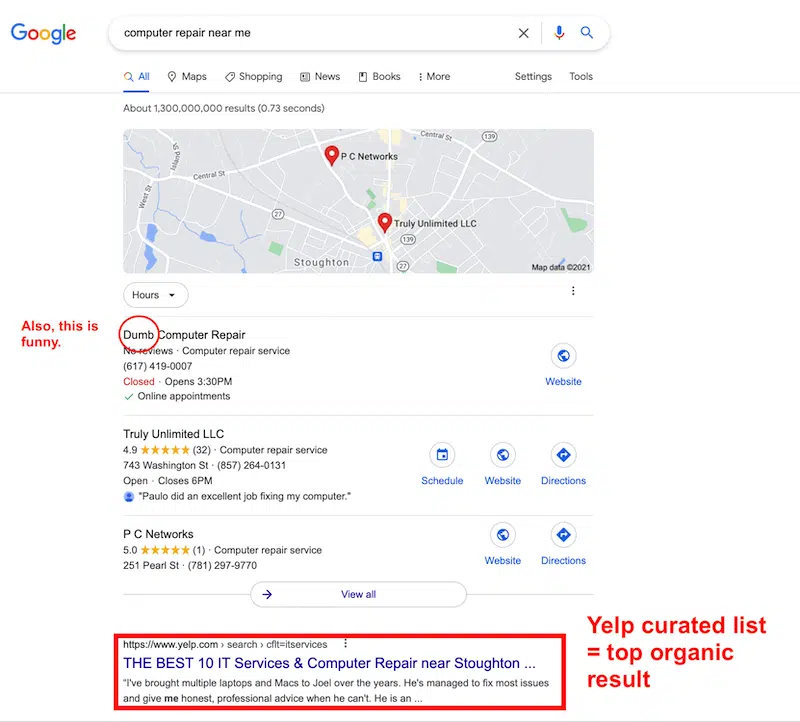 Google
computer repair near me
All Maps Shopping News Books More Settings Tools
About 1,300,000,000 results (0.73 seconds)
Central St
139
Island St
P C Networks
Central St
West St
27
Truly Unlimited LLC
139
Stoughton
27
Map data ©2021
Hours
Also, this is
funny.
Dumb Computer Repair
No reviews · Computer repair service
(617) 419-0007
Closed · Opens 3:30PM
Online appointments
Website
Truly Unlimited LLC
4.9 ★★★★★ (32) · Computer repair service
743 Washington St · (857) 264-0131
Open · Closes 6PM
"Paulo did an excellent job fixing my computer."
Schedule Website Directions
P C Networks
5.0 ★★★★★ (1) · Computer repair service
251 Pearl St · (781) 297-9770
Website Directions
View all
https://www.yelp.com › search › cflt=itservices
THE BEST 10 IT Services & Computer Repair near Stoughton ...
"I've brought multiple laptops and Macs to Joel over the years. He's managed to fix most issues
and give me honest, professional advice when he can't. He is an ...
Yelp curated list
= top organic
result